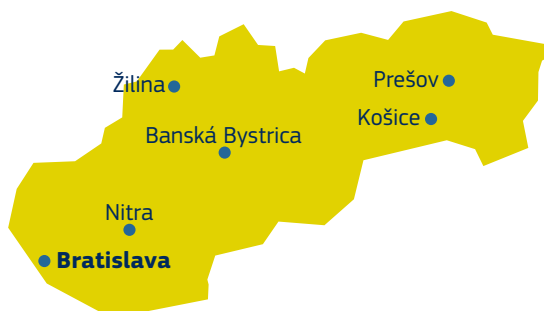 Prešov
Žilina
Košice
Banská Bystrica
Nitra
Bratislava